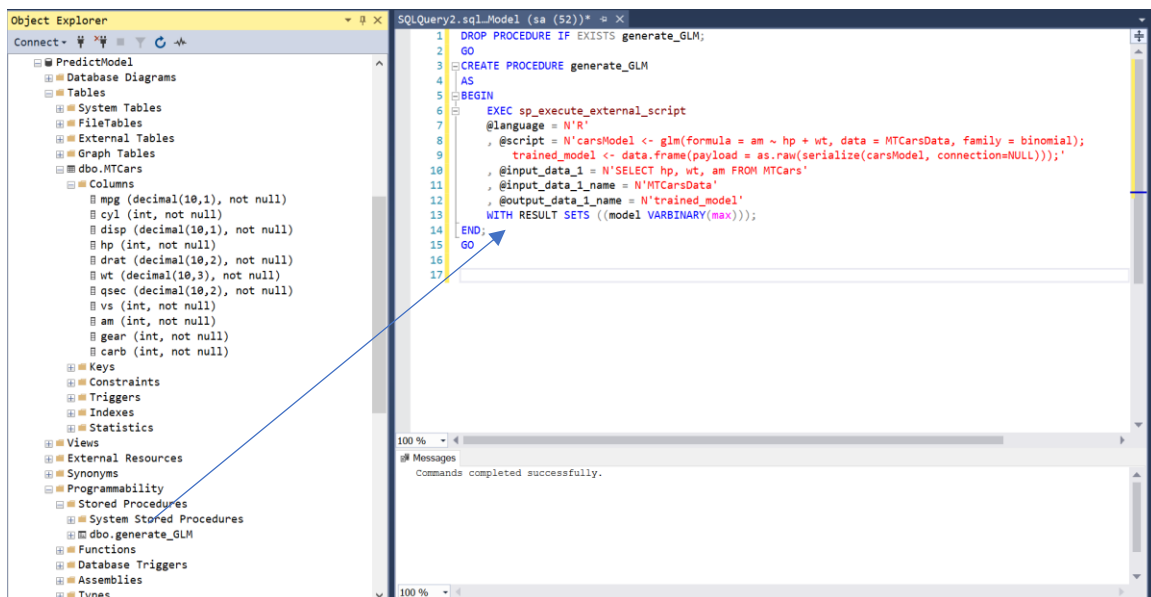 Object Explorer
Connect
PredictModel
Database Diagrams
Tables
System Tables
FileTables
External Tables
Graph Tables
dbo.MTCars
Columns
mpg (decimal(10,1), not null)
cyl (int, not null)
disp (decimal(10,1), not null)
hp (int, not null)
drat (decimal(10,2), not null)
wt (decimal(10,3), not null)
qsec (decimal(10,2), not null)
vs (int, not null)
am (int, not null)
gear (int, not null)
carb (int, not null)
Keys
Constraints
Triggers
Indexes
Statistics
Views
External Resources
Synonyms
Programmability
Stored Procedures
System Stored Procedures
dbo.generate_GLM
Functions
Database Triggers
Assemblies
Types
SQLQuery2.sql…Model (sa (52))*
1 DROP PROCEDURE IF EXISTS generate_GLM;
2 GO
3 CREATE PROCEDURE generate_GLM
4 AS
5 BEGIN
6 EXEC sp_execute_external_script
7 @language = N'R'
8 , @script = N'carsModel <- glm(formula = am ~ hp + wt, data = MTCarsData, family = binomial);
9 trained_model <- data.frame(payload = as.raw(serialize(carsModel, connection=NULL)));'
10 , @input_data_1 = N'SELECT hp, wt, am FROM MTCars'
11 , @input_data_1_name = N'MTCarsData'
12 , @output_data_1_name = N'trained_model'
13 WITH RESULT SETS ((model VARBINARY(max)));
14 END;
15 GO
16
17
100 %
Messages
Commands completed successfully.
100 %